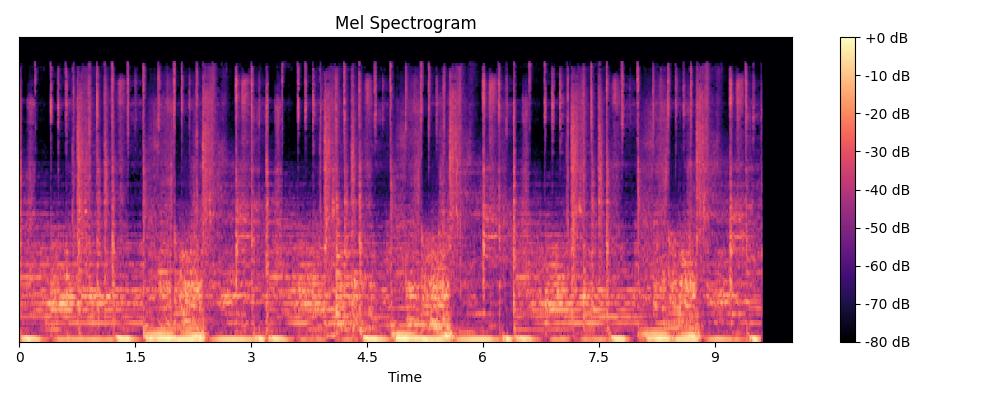 Mel Spectrogram
+0 dB
-10 dB
-20 dB
-30 dB
-40 dB
-50 dB
-60 dB
-70 dB
-80 dB
0 1.5 3 4.5 6 7.5 9
Time